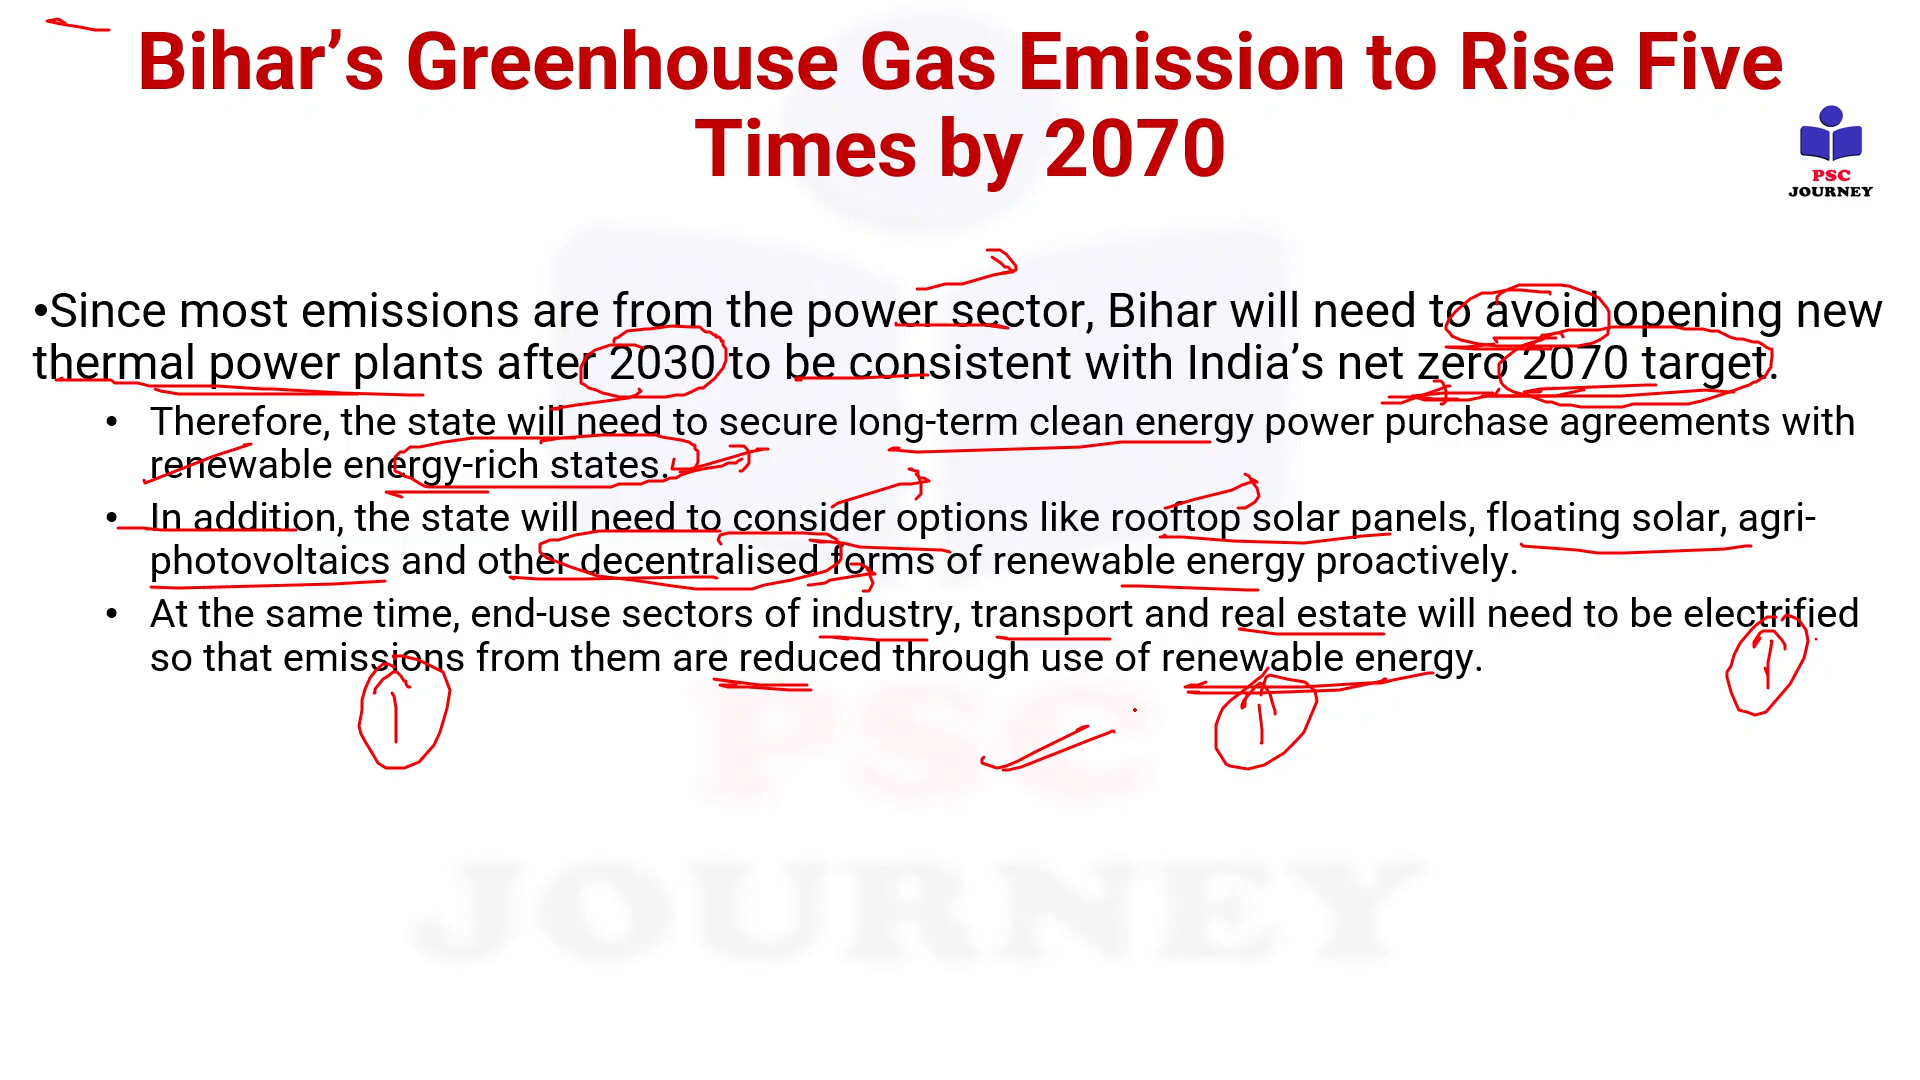 Bihar’s Greenhouse Gas Emission to Rise Five
Times by 2070
PSC
JOURNEY
•Since most emissions are from the power sector, Bihar will need to avoid opening new
thermal power plants after 2030 to be consistent with India’s net zero 2070 target.
• Therefore, the state will need to secure long-term clean energy power purchase agreements with
renewable energy-rich states.
• In addition, the state will need to consider options like rooftop solar panels, floating solar, agri-
photovoltaics and other decentralised forms of renewable energy proactively.
• At the same time, end-use sectors of industry, transport and real estate will need to be electrified
so that emissions from them are reduced through use of renewable energy.
PSC
JOURNEY